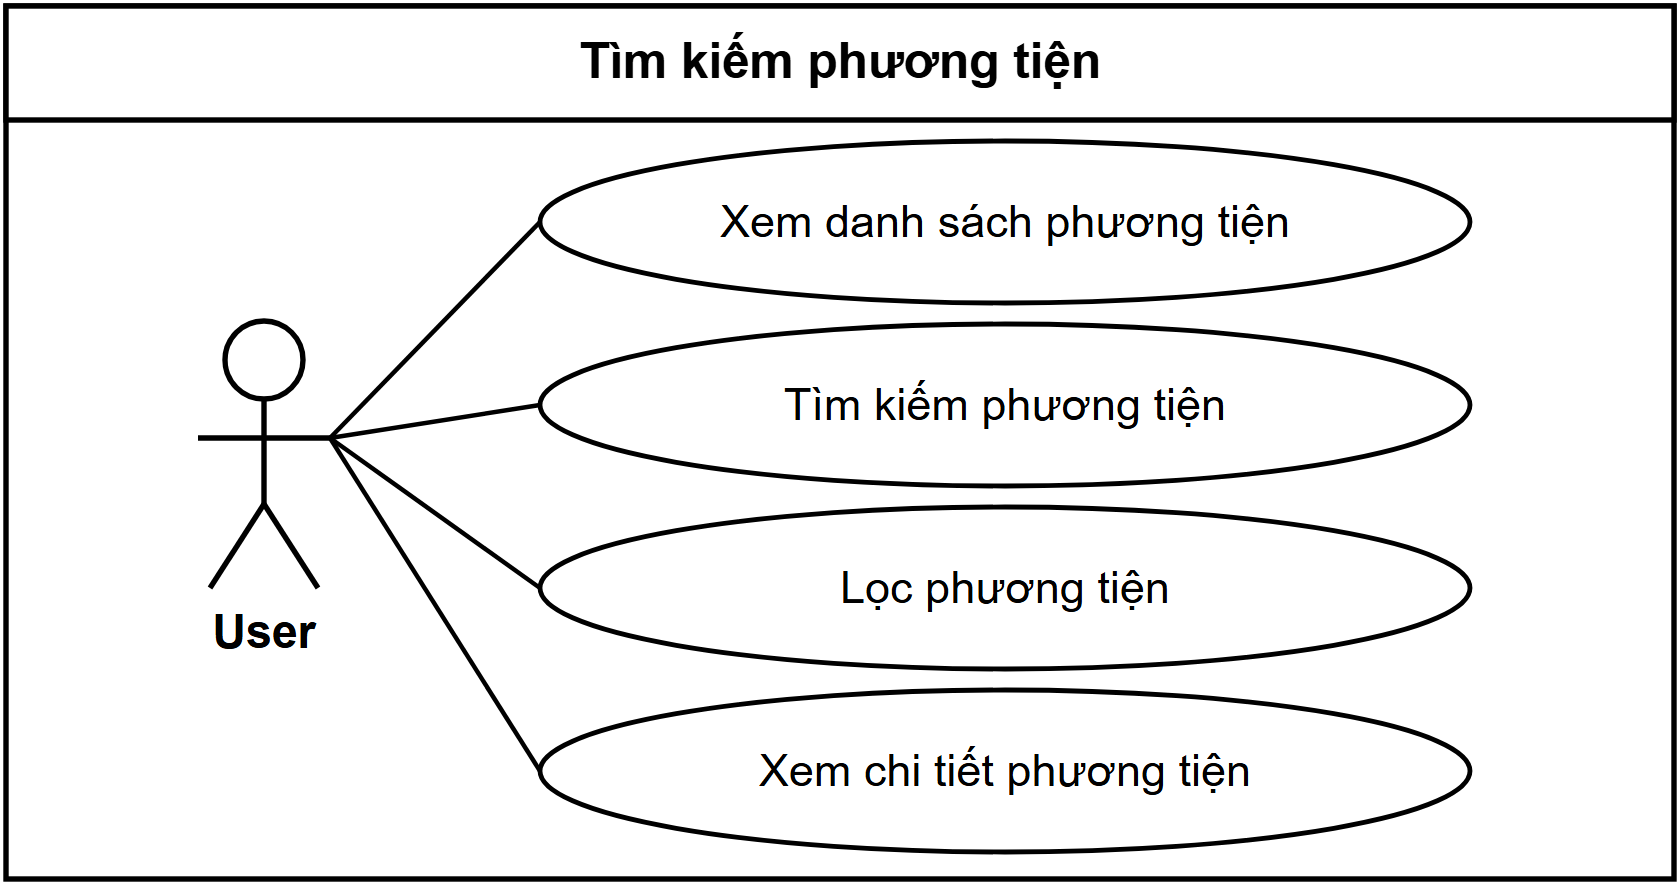 Tìm kiếm phương tiện
Xem danh sách phương tiện
Tìm kiếm phương tiện
Lọc phương tiện
User
Xem chi tiết phương tiện